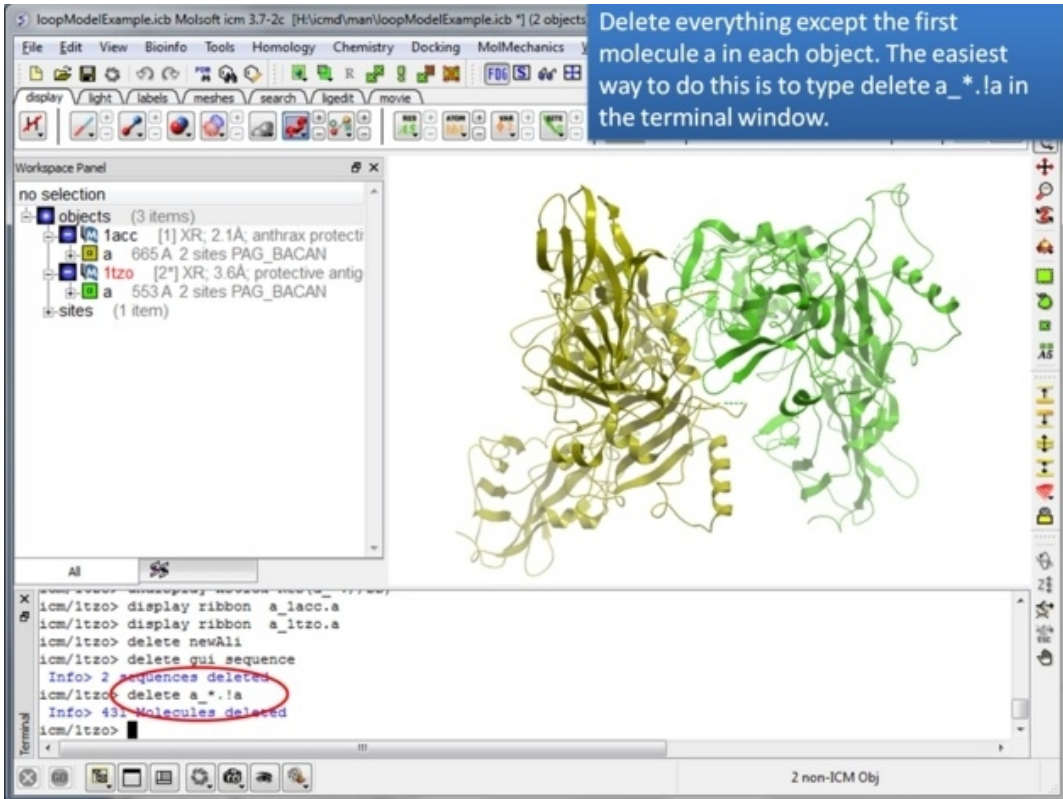 loopModelExample.icb Molsoft icm 3.7-2c [H:\icmd\man\loopModelExample.icb *] (2 objects
Delete everything except the first
molecule a in each object. The easiest
way to do this is to type delete a_*.!a in
the terminal window.
File Edit View Bioinfo Tools Homology Chemistry Docking MolMechanics
display light labels meshes search ligedit movie
Workspace Panel
no selection
objects (3 items)
1acc [1] XR; 2.1Å; anthrax protecti
a 665 A 2 sites PAG_BACAN
1tzo [2*] XR; 3.6Å; protective antig
a 553 A 2 sites PAG_BACAN
sites (1 item)
All
icm/1tzo> display ribbon a_1acc.a
icm/1tzo> display ribbon a_1tzo.a
icm/1tzo> delete newAli
icm/1tzo> delete gui sequence
Info> 2 sequences deleted
icm/1tzo> delete a_*.!a
Info> 431 Molecules deleted
icm/1tzo>
Terminal
2 non-ICM Obj